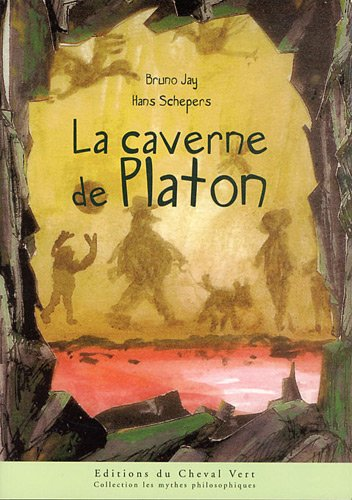 Bruno Jay
Hans Schepers
La caverne
de Platon
Editions du Cheval Vert
Collection les mythes philosophiques